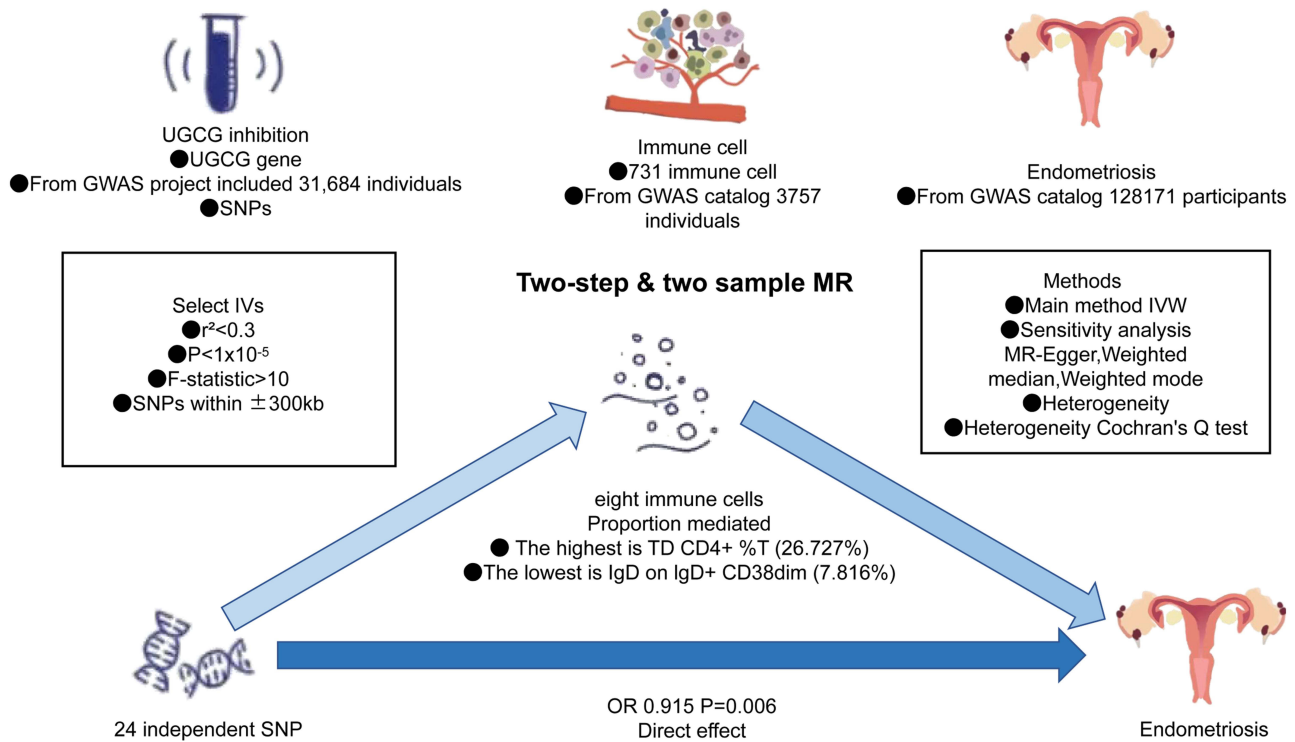 UGCG inhibition
●UGCG gene
●From GWAS project included 31,684 individuals
●SNPs
Immune cell
●731 immune cell
●From GWAS catalog 3757
individuals
Endometriosis
●From GWAS catalog 128171 participants
Select IVs
●r²<0.3
●P<1x10⁻⁵
●F-statistic>10
●SNPs within ±300kb
Two-step & two sample MR
Methods
●Main method IVW
●Sensitivity analysis
MR-Egger,Weighted
median,Weighted mode
●Heterogeneity
●Heterogeneity Cochran's Q test
eight immune cells
Proportion mediated
● The highest is TD CD4+ %T (26.727%)
●The lowest is IgD on IgD+ CD38dim (7.816%)
24 independent SNP
OR 0.915 P=0.006
Direct effect
Endometriosis